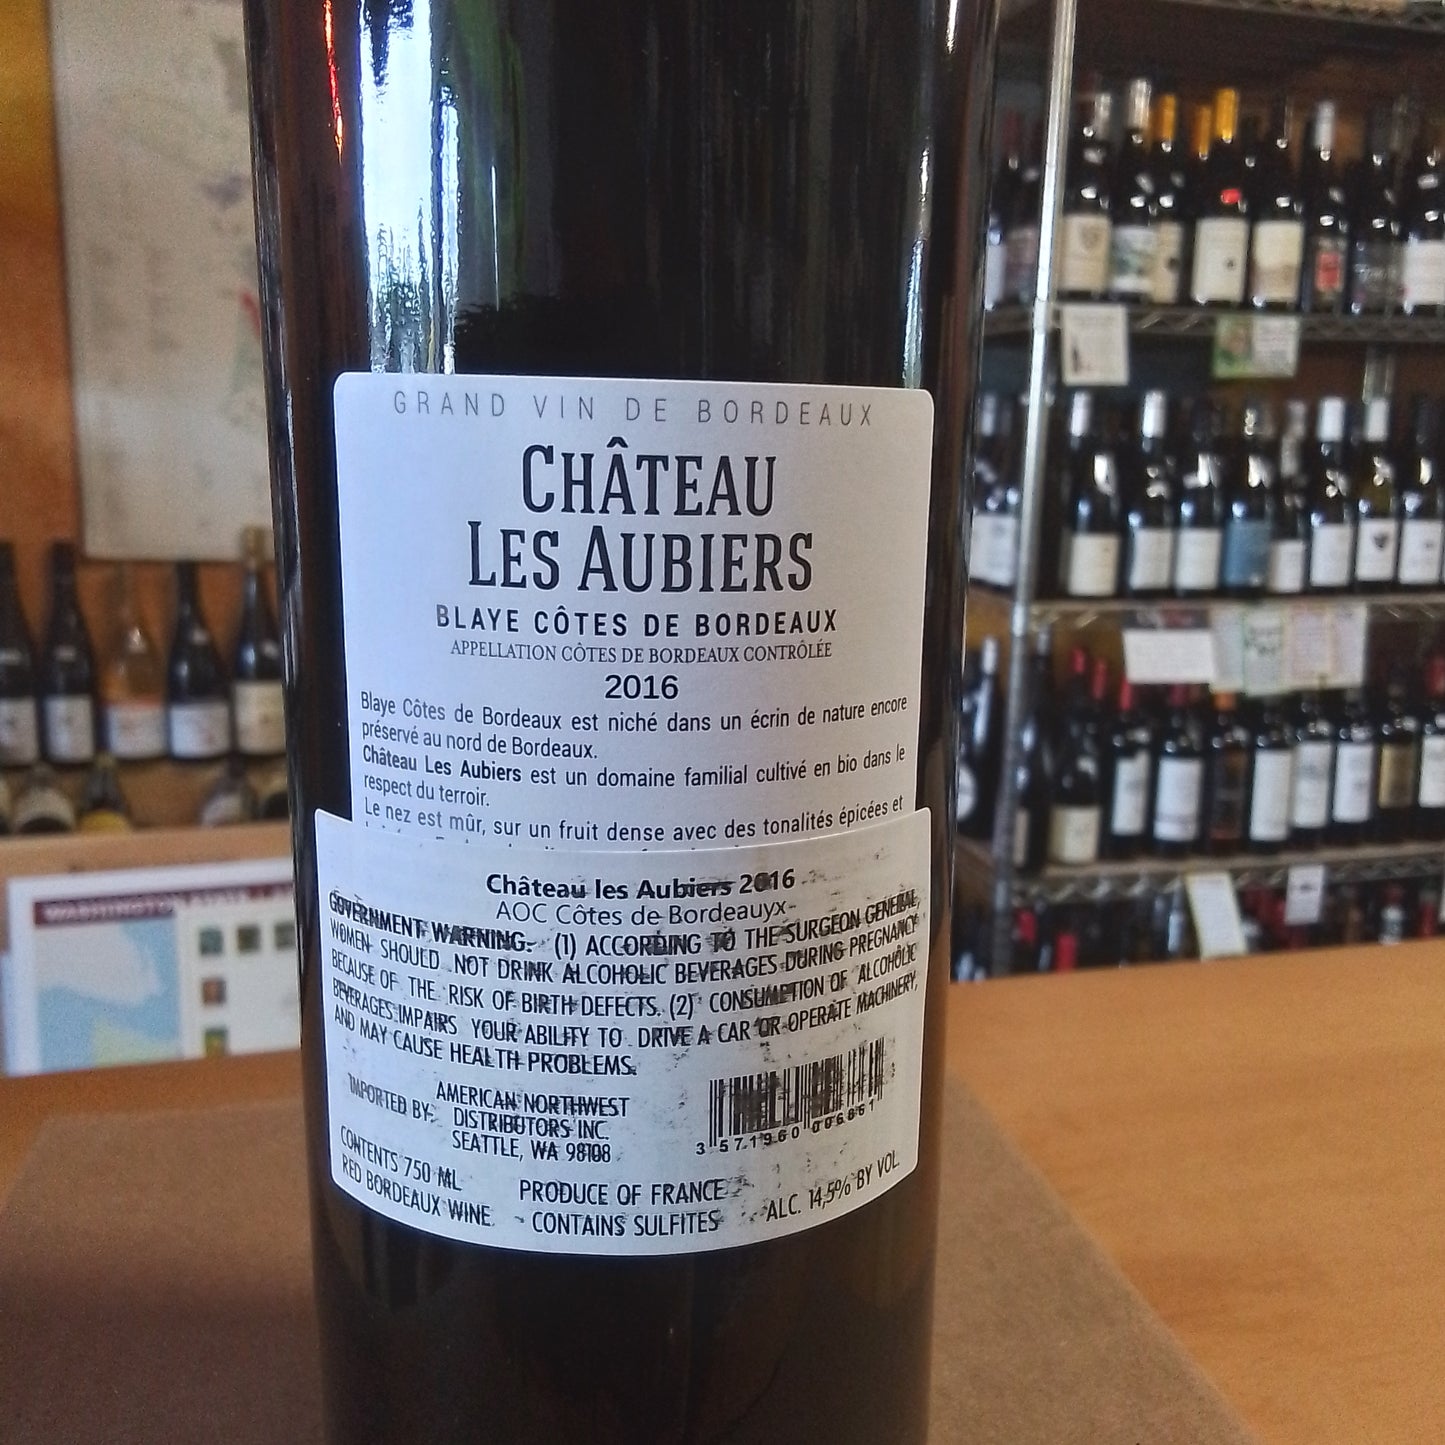 GRAND VIN DE BORDEAUX
CHÂTEAU
LES AUBIERS
BLAYE CÔTES DE BORDEAUX
APPELLATION CÔTES DE BORDEAUX CONTRÔLÉE
2016
Blaye Côtes de Bordeaux est niché dans un écrin de nature encore
préservé au nord de Bordeaux.
Château Les Aubiers est un domaine familial cultivé en bio dans le
respect du terroir.
Le nez est mûr, sur un fruit dense avec des tonalités épicées et
Château les Aubiers 2016
AOC Côtes de Bordeauyx
GOVERNMENT WARNING: (1) ACCORDING TO THE SURGEON GENERAL,
WOMEN SHOULD NOT DRINK ALCOHOLIC BEVERAGES DURING PREGNANCY
BECAUSE OF THE RISK OF BIRTH DEFECTS. (2) CONSUMPTION OF ALCOHOLIC
BEVERAGES IMPAIRS YOUR ABILITY TO DRIVE A CAR OR OPERATE MACHINERY,
AND MAY CAUSE HEALTH PROBLEMS.
IMPORTED BY: AMERICAN NORTHWEST
DISTRIBUTORS INC.
SEATTLE, WA 98108
3 571960 006861
CONTENTS 750 ML
RED BORDEAUX WINE
PRODUCE OF FRANCE
CONTAINS SULFITES
ALC. 14,5% BY VOL.
WASHINGTON